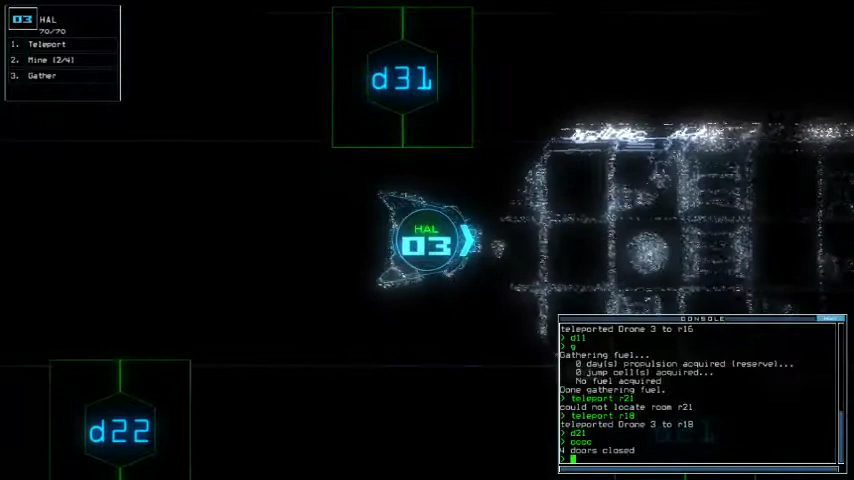 03 HAL
70/70
1. Teleport
2. Mine (2/4)
3. Gather
d31
HAL
03
d22
CONSOLE
teleported Drone 3 to r16
> d11
> g
Gathering fuel...
0 day(s) propulsion acquired (reserve)...
0 jump cell(s) acquired...
No fuel acquired
Done gathering fuel.
> teleport r21
could not locate room r21
> teleport r18
teleported Drone 3 to r18
> d21
> cccc
4 doors closed
>